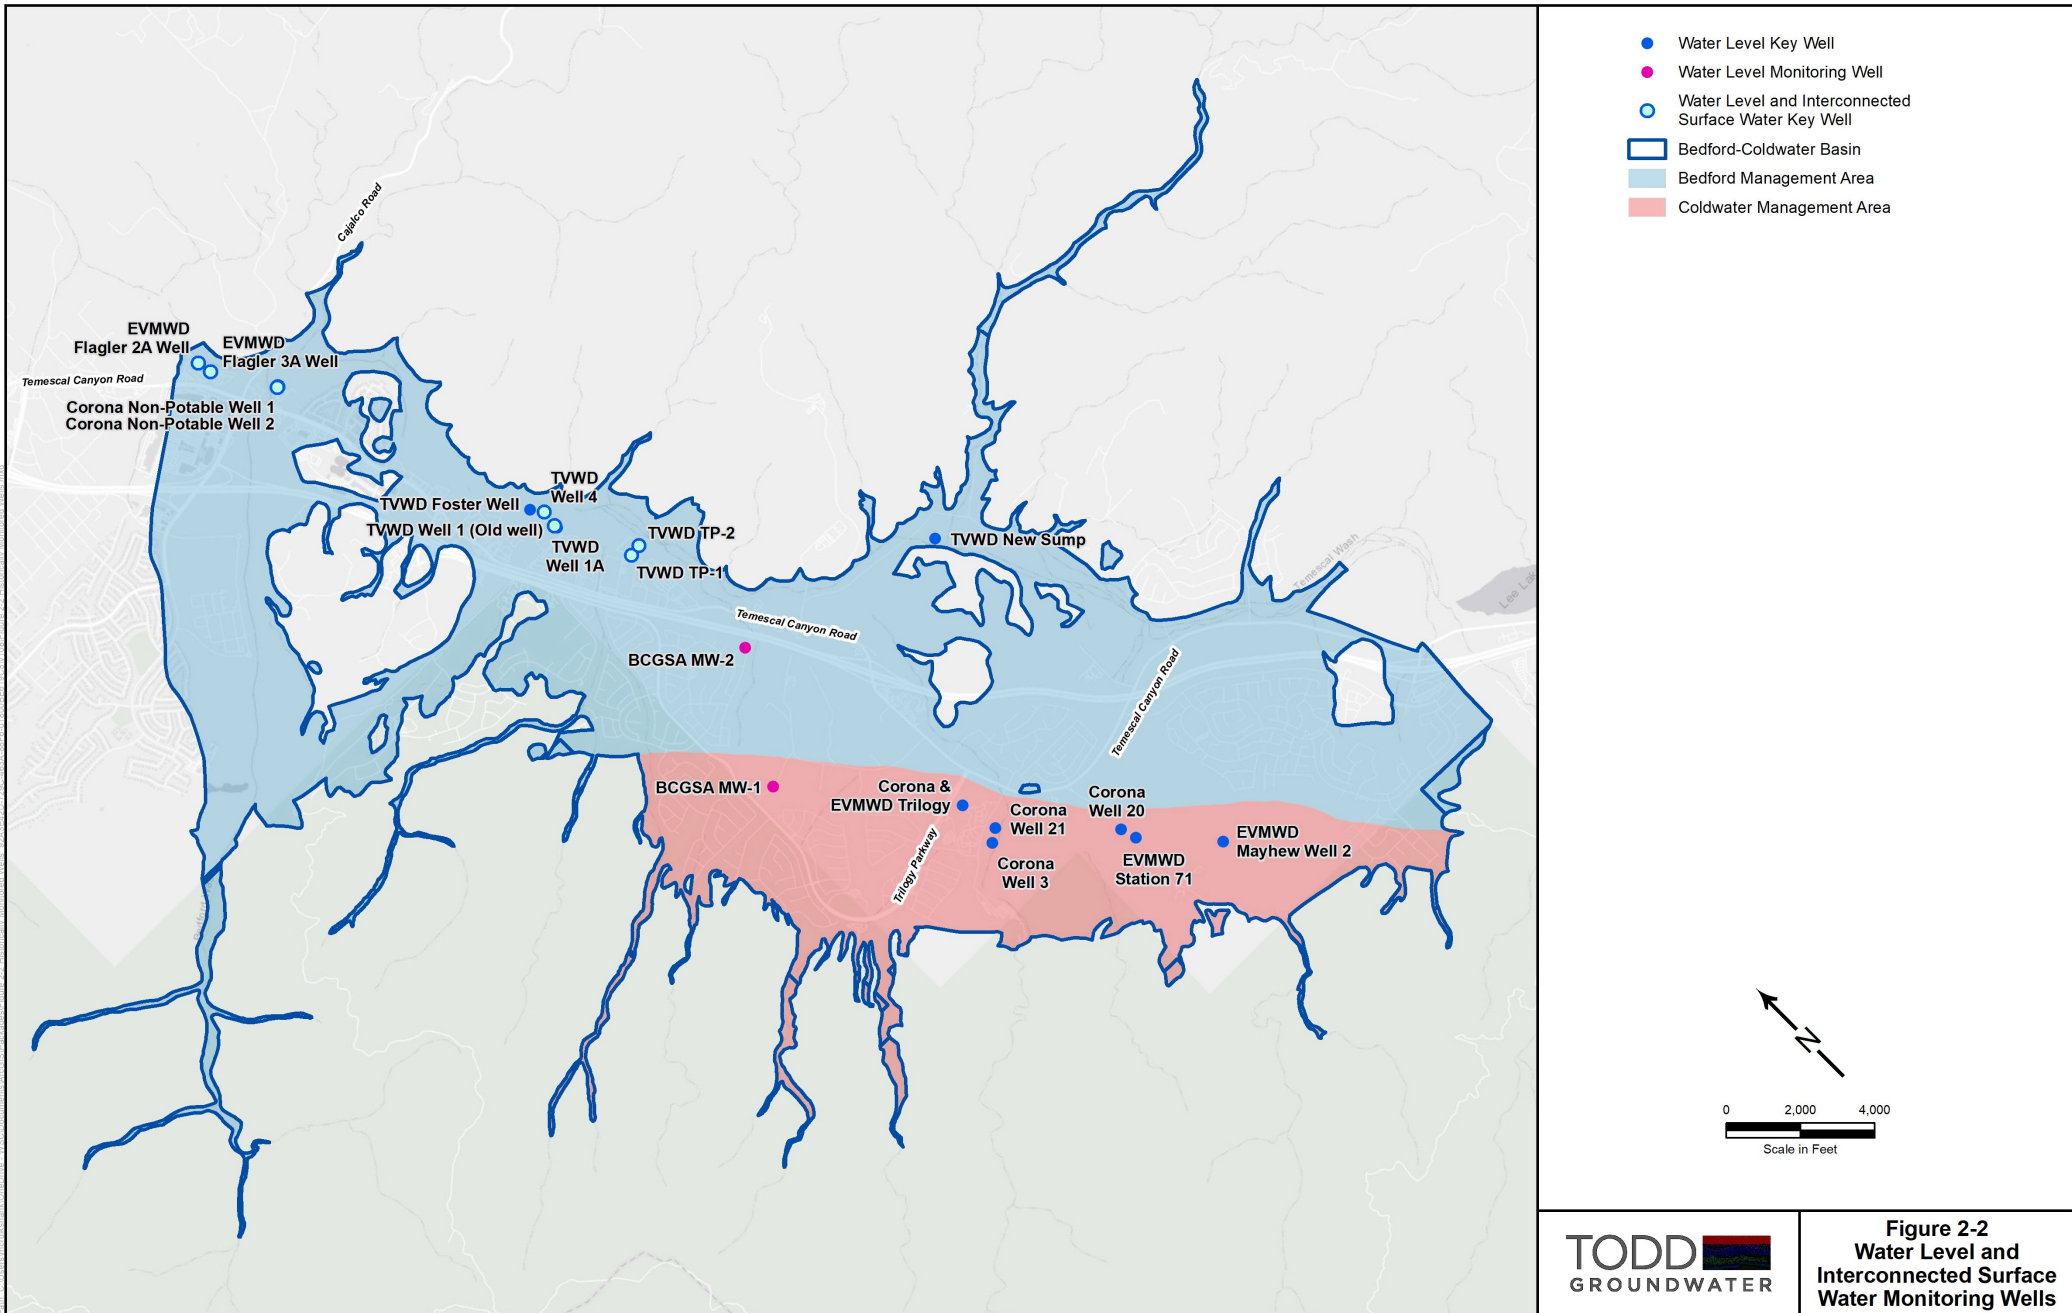 Water Level Key Well
Water Level Monitoring Well
Water Level and Interconnected
Surface Water Key Well
Bedford-Coldwater Basin
Bedford Management Area
Coldwater Management Area
Cajalco Road
EVMWD
Flagler 2A Well
EVMWD
Flagler 3A Well
Temescal Canyon Road
Corona Non-Potable Well 1
Corona Non-Potable Well 2
TVWD
Well 4
TVWD Foster Well
TVWD Well 1 (Old well)
TVWD
Well 1A
TVWD TP-2
TVWD TP-1
TVWD New Sump
Temescal Wash
Temescal Canyon Road
BCGSA MW-2
Temescal Canyon Road
BCGSA MW-1
Corona &
EVMWD Trilogy
Corona
Well 21
Corona
Well 20
Corona
Well 3
EVMWD
Station 71
EVMWD
Mayhew Well 2
Trilogy Parkway
N
0 2,000 4,000
Scale in Feet
TODD
GROUNDWATER
Figure 2-2
Water Level and
Interconnected Surface
Water Monitoring Wells